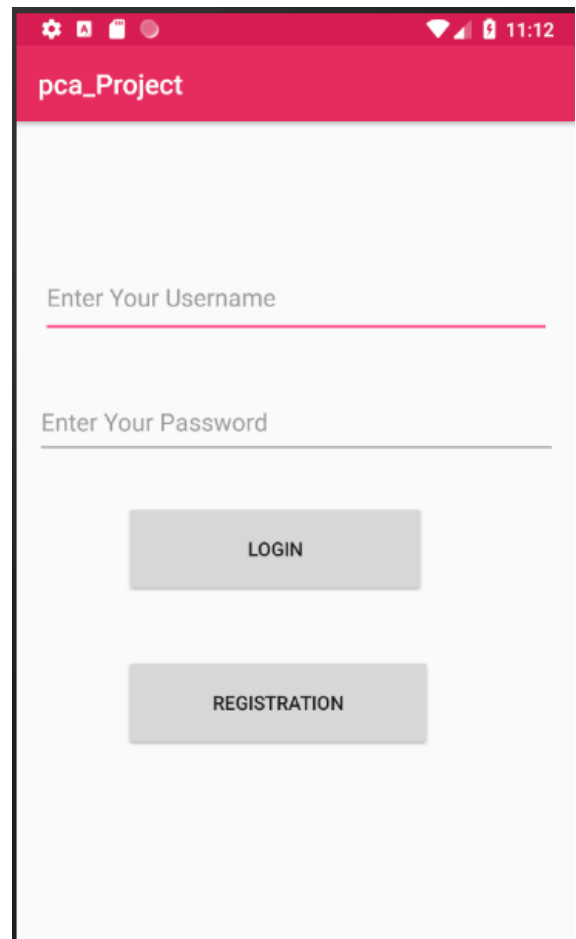 11:12
pca_Project
Enter Your Username
Enter Your Password
LOGIN
REGISTRATION